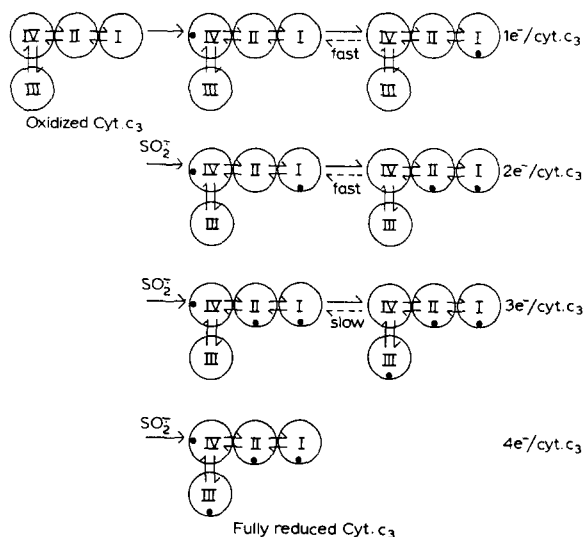 IV II I IV II I IV II I 1e⁻/cyt.c₃
fast
III III III
Oxidized Cyt.c₃
SO₂⁻ IV II I IV II I 2e⁻/cyt.c₃
fast
III III
SO₂⁻ IV II I IV II I 3e⁻/cyt.c₃
slow
III III
SO₂⁻ IV II I 4e⁻/cyt.c₃
III
Fully reduced Cyt.c₃